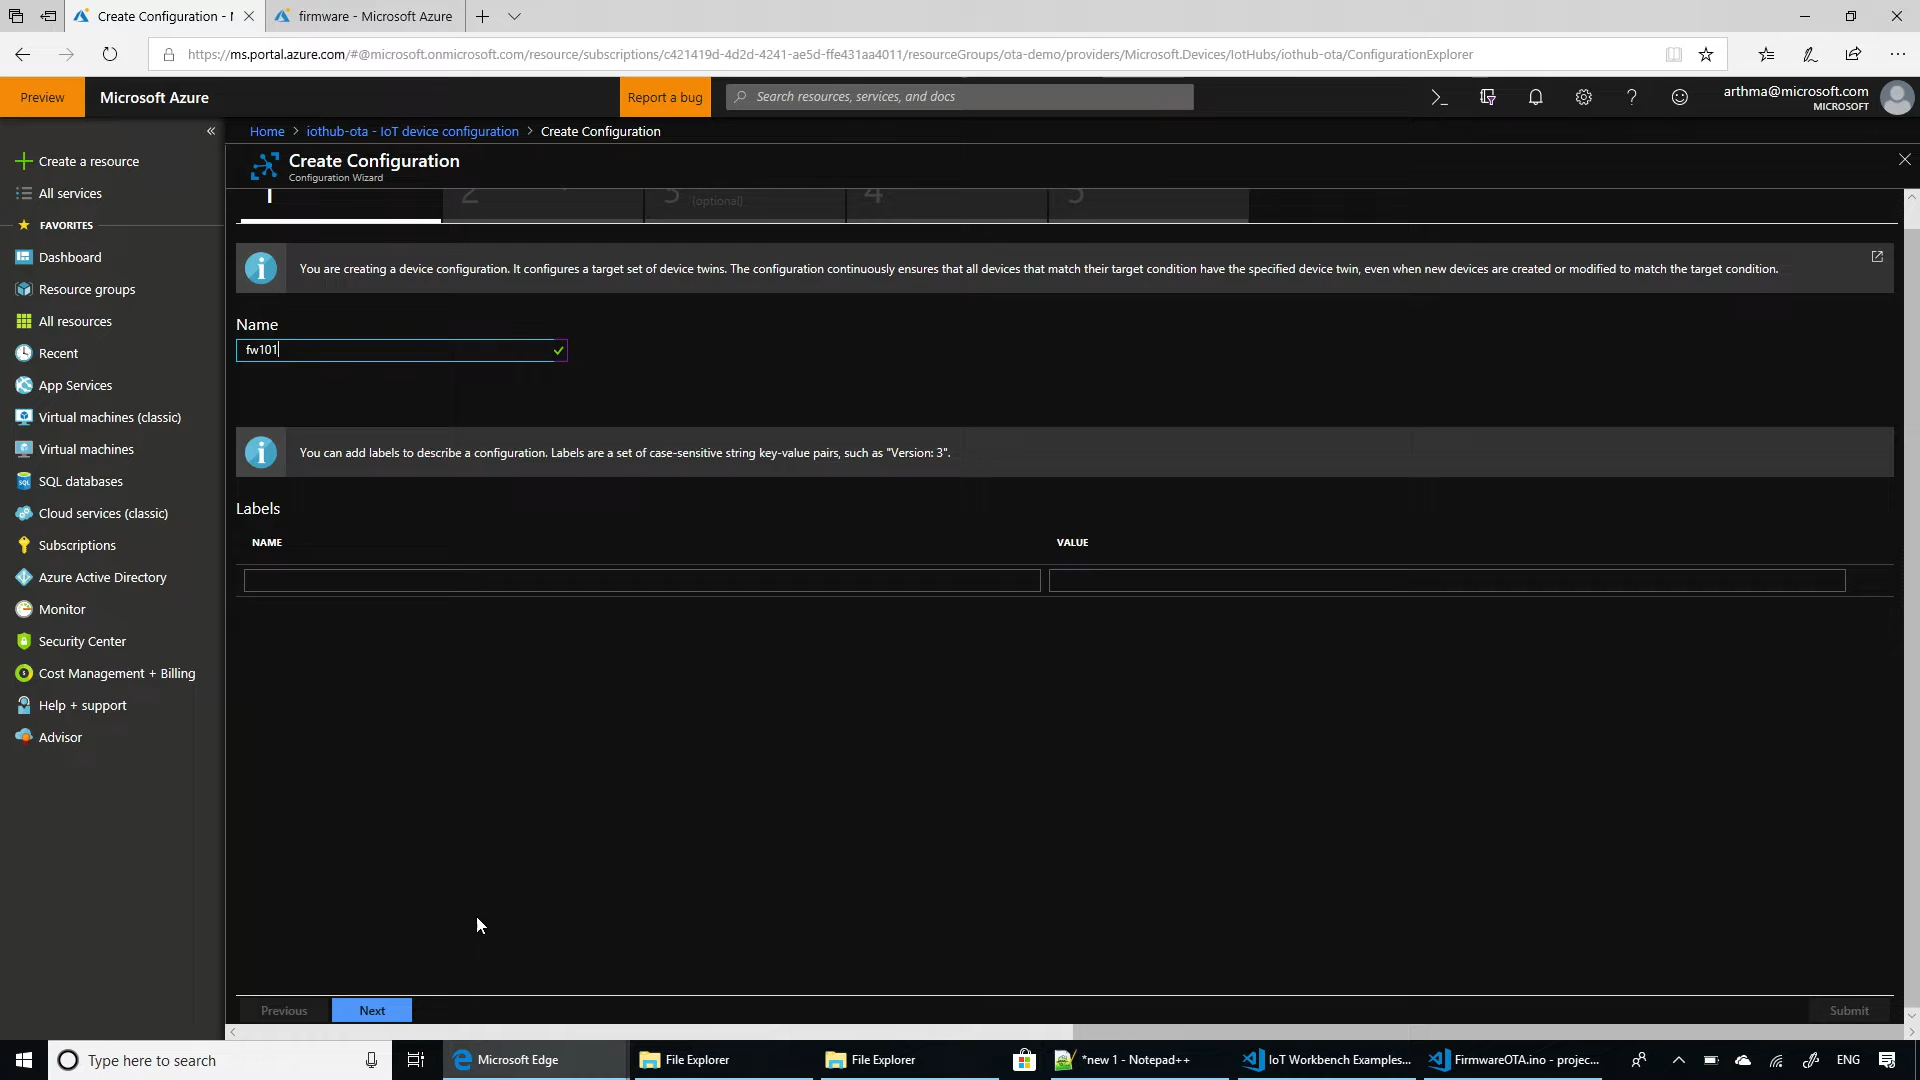 Create Configuration - M
firmware - Microsoft Azure
https://ms.portal.azure.com/#@microsoft.onmicrosoft.com/resource/subscriptions/c421419d-4d2d-4241-ae5d-ffe431aa4011/resourceGroups/ota-demo/providers/Microsoft.Devices/IotHubs/iothub-ota/ConfigurationExplorer
Preview
Microsoft Azure
Report a bug
Search resources, services, and docs
arthma@microsoft.com
MICROSOFT
Home > iothub-ota - IoT device configuration > Create Configuration
Create Configuration
Configuration Wizard
Create a resource
All services
FAVORITES
Dashboard
Resource groups
All resources
Recent
App Services
Virtual machines (classic)
Virtual machines
SQL databases
Cloud services (classic)
Subscriptions
Azure Active Directory
Monitor
Security Center
Cost Management + Billing
Help + support
Advisor
1
2
3 (optional)
4
5
You are creating a device configuration. It configures a target set of device twins. The configuration continuously ensures that all devices that match their target condition have the specified device twin, even when new devices are created or modified to match the target condition.
Name
fw101
You can add labels to describe a configuration. Labels are a set of case-sensitive string key-value pairs, such as "Version: 3".
Labels
NAME
VALUE
Previous
Next
Submit
Type here to search
Microsoft Edge
File Explorer
File Explorer
*new 1 - Notepad++
IoT Workbench Examples...
FirmwareOTA.ino - projec...
ENG